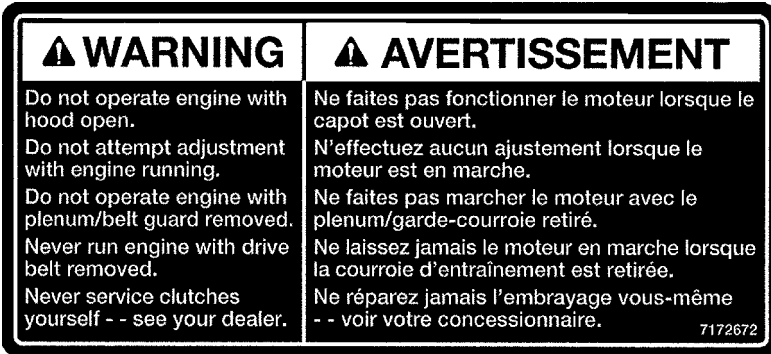 WARNING
Do not operate engine with
hood open.
Do not attempt adjustment
with engine running.
Do not operate engine with
plenum/belt guard removed.
Never run engine with drive
belt removed.
Never service clutches
yourself - - see your dealer.
AVERTISSEMENT
Ne faites pas fonctionner le moteur lorsque le
capot est ouvert.
N'effectuez aucun ajustement lorsque le
moteur est en marche.
Ne faites pas marcher le moteur avec le
plenum/garde-courroie retiré.
Ne laissez jamais le moteur en marche lorsque
la courroie d'entraînement est retirée.
Ne réparez jamais l'embrayage vous-même
- - voir votre concessionnaire.
7172672